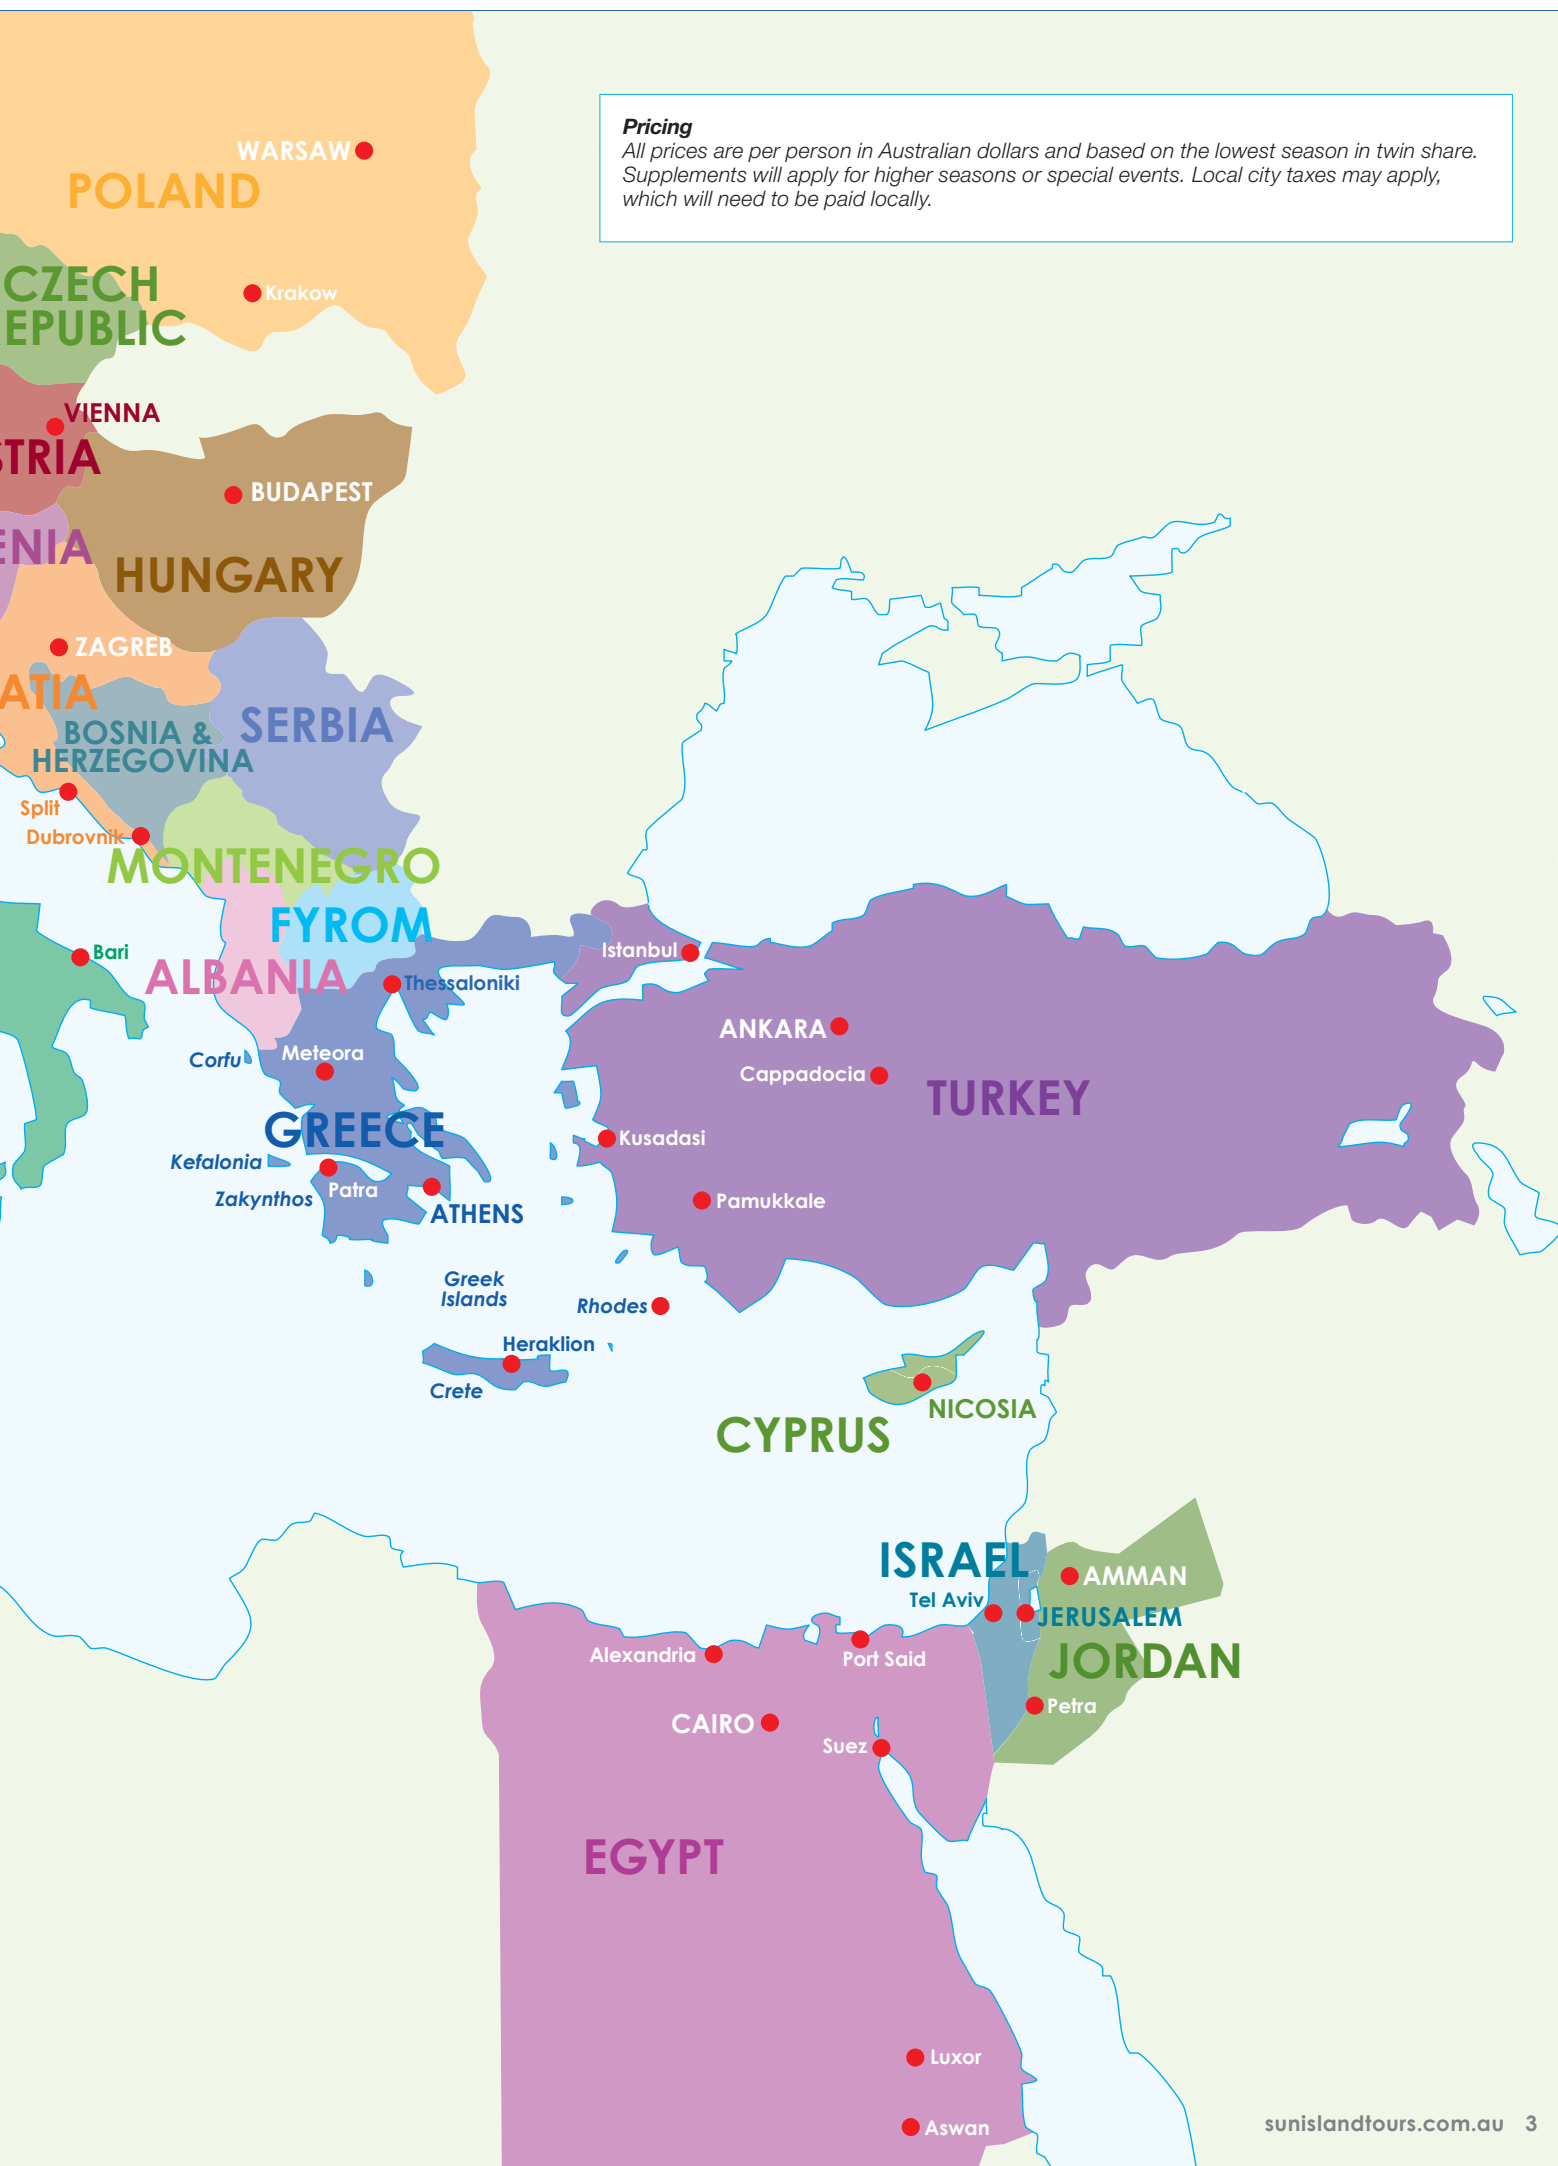 Pricing
All prices are per person in Australian dollars and based on the lowest season in twin share.
Supplements will apply for higher seasons or special events. Local city taxes may apply,
which will need to be paid locally.
WARSAW
POLAND
CZECH
EPUBLIC
Krakow
VIENNA
STRIA
BUDAPEST
ENIA
HUNGARY
ZAGREB
ATIA
SERBIA
BOSNIA &
HERZEGOVINA
Split
Dubrovnik
MONTENEGRO
FYROM
Bari
Istanbul
ALBANIA
Thessaloniki
ANKARA
Corfu
Meteora
Cappadocia
TURKEY
GREECE
Kusadasi
Kefalonia
Patra
Zakynthos
Pamukkale
ATHENS
Greek
Islands
Rhodes
Heraklion
Crete
NICOSIA
CYPRUS
ISRAEL
AMMAN
Tel Aviv
JERUSALEM
Alexandria
Port Said
JORDAN
Petra
CAIRO
Suez
EGYPT
Luxor
Aswan
sunislandtours.com.au 3